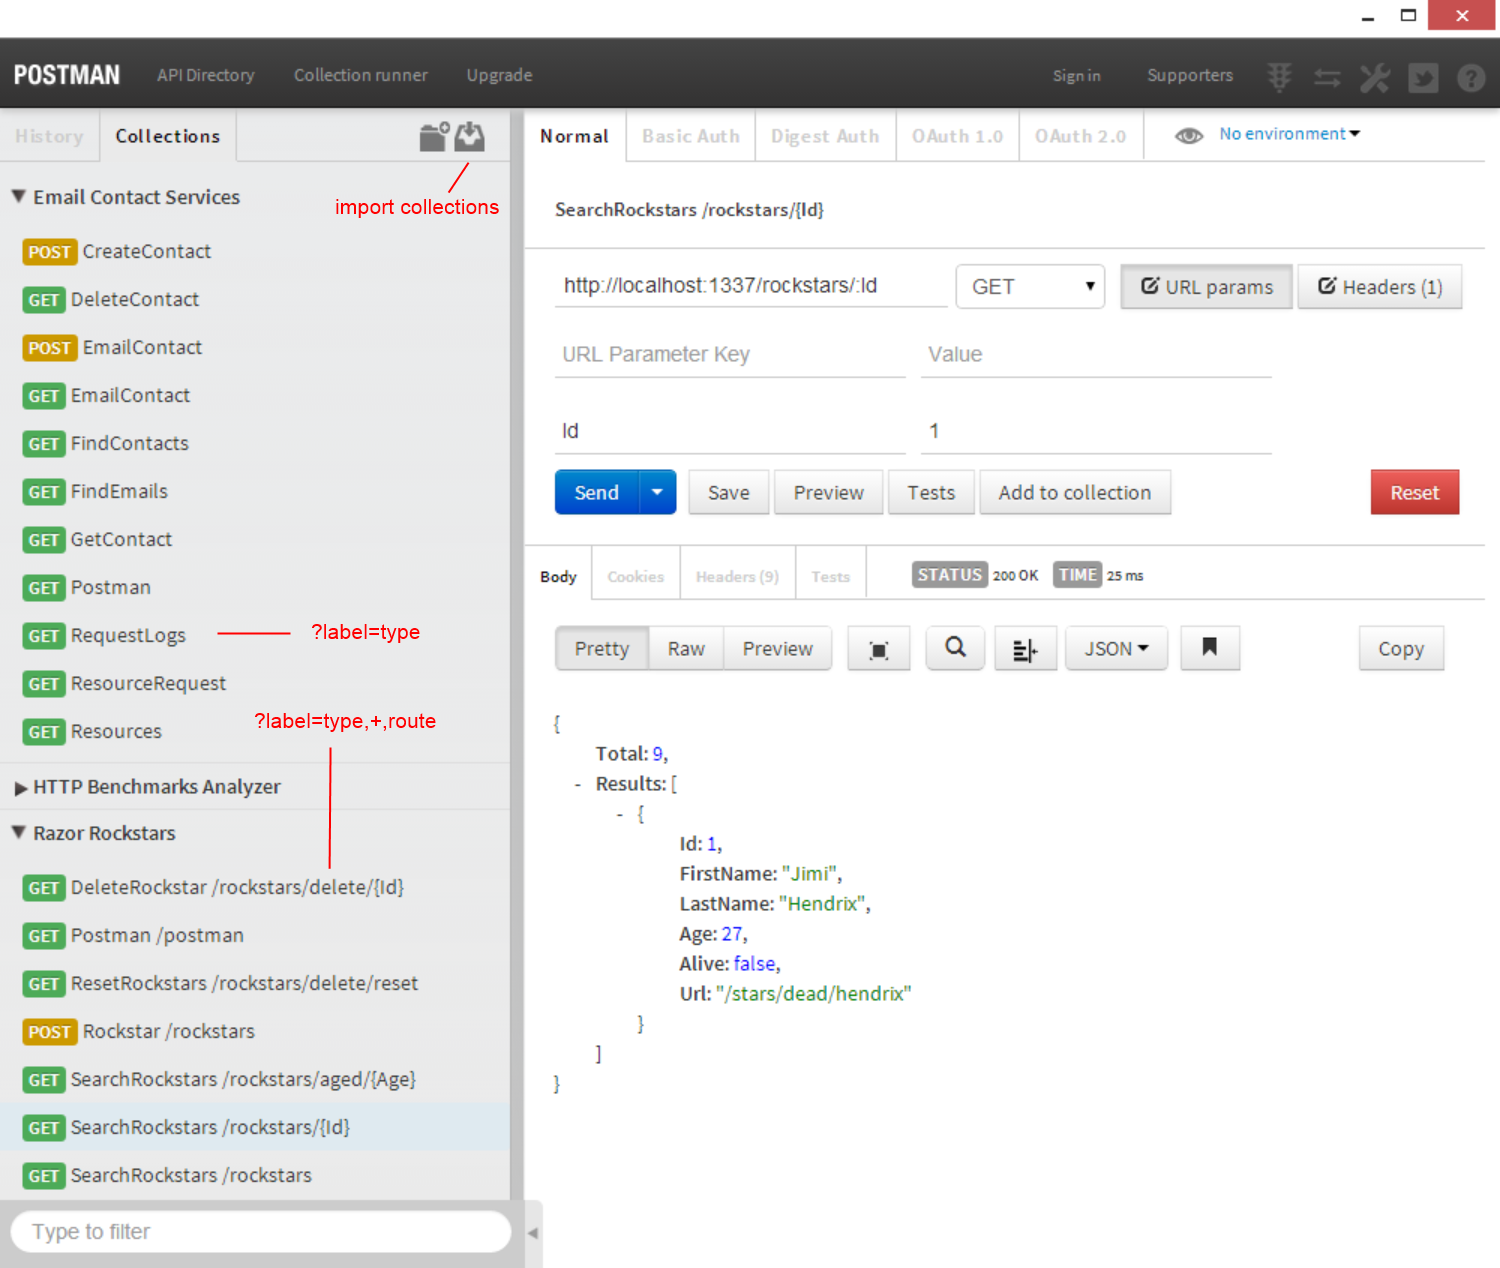 POSTMAN API Directory Collection runner Upgrade Sign in Supporters
History Collections
import collections
Email Contact Services
POST CreateContact
GET DeleteContact
POST EmailContact
GET EmailContact
GET FindContacts
GET FindEmails
GET GetContact
GET Postman
GET RequestLogs ?label=type
GET ResourceRequest
?label=type,+,route
GET Resources
HTTP Benchmarks Analyzer
Razor Rockstars
GET DeleteRockstar /rockstars/delete/{Id}
GET Postman /postman
GET ResetRockstars /rockstars/delete/reset
POST Rockstar /rockstars
GET SearchRockstars /rockstars/aged/{Age}
GET SearchRockstars /rockstars/{Id}
GET SearchRockstars /rockstars
Type to filter
Normal Basic Auth Digest Auth OAuth 1.0 OAuth 2.0 No environment
SearchRockstars /rockstars/{Id}
http://localhost:1337/rockstars/:Id GET URL params Headers (1)
URL Parameter Key Value
Id 1
Send Save Preview Tests Add to collection Reset
Body Cookies Headers (9) Tests STATUS 200 OK TIME 25 ms
Pretty Raw Preview JSON Copy
{
Total: 9,
- Results: [
- {
Id: 1,
FirstName: "Jimi",
LastName: "Hendrix",
Age: 27,
Alive: false,
Url: "/stars/dead/hendrix"
}
]
}